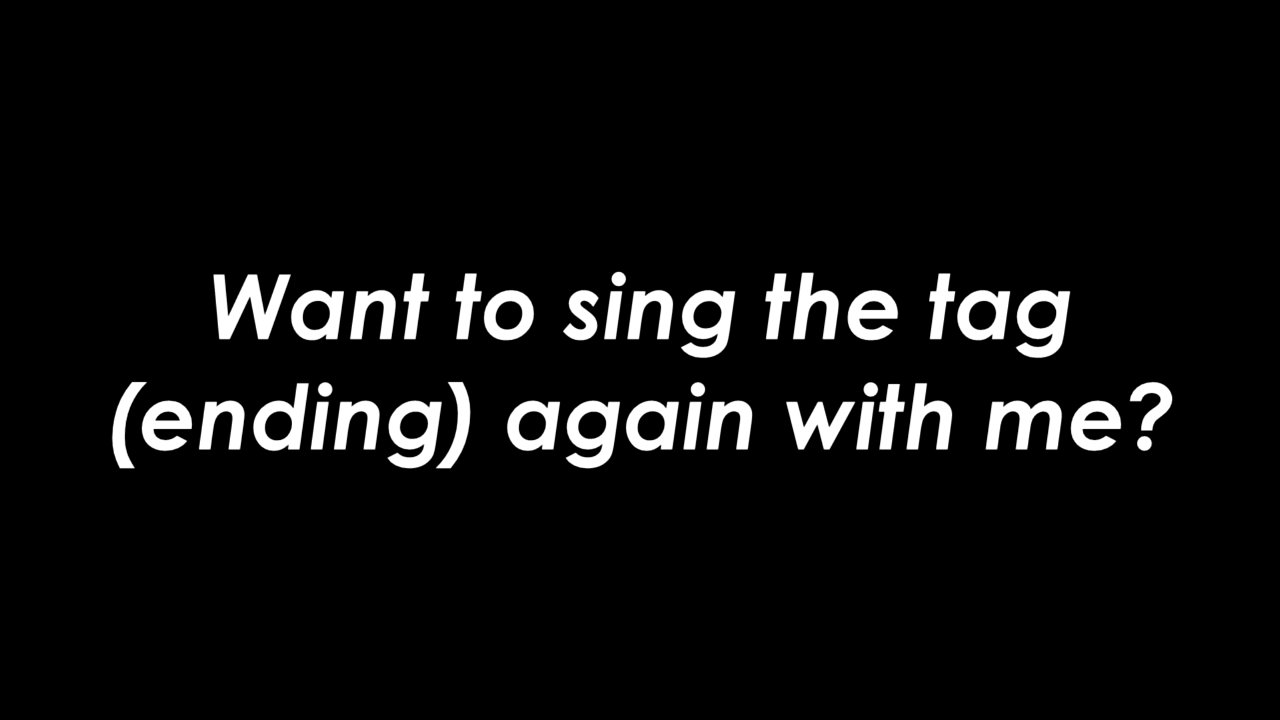 Want to sing the tag
(ending) again with me?